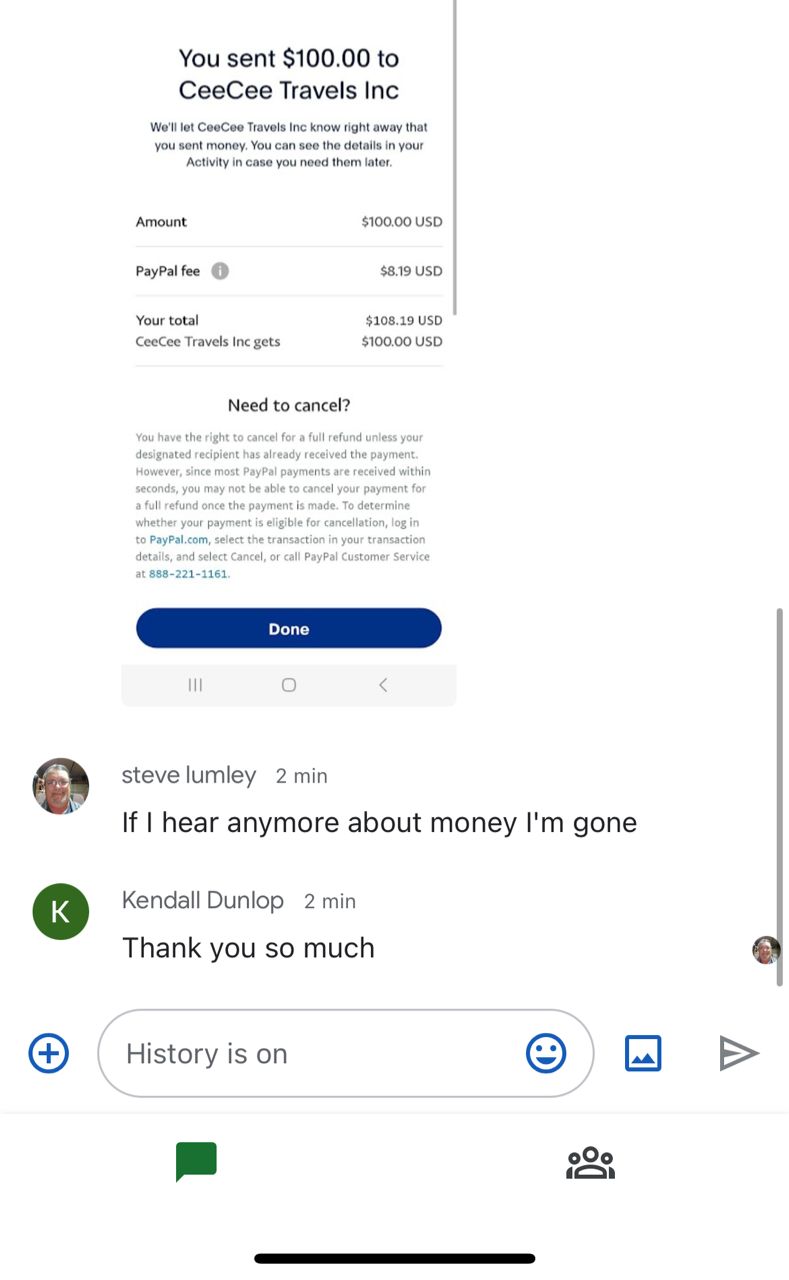 You sent $100.00 to
CeeCee Travels Inc
We'll let CeeCee Travels Inc know right away that
you sent money. You can see the details in your
Activity in case you need them later.
Amount $100.00 USD
PayPal fee i $8.19 USD
Your total $108.19 USD
CeeCee Travels Inc gets $100.00 USD
Need to cancel?
You have the right to cancel for a full refund unless your
designated recipient has already received the payment.
However, since most PayPal payments are received within
seconds, you may not be able to cancel your payment for
a full refund once the payment is made. To determine
whether your payment is eligible for cancellation, log in
to PayPal.com, select the transaction in your transaction
details, and select Cancel, or call PayPal Customer Service
at 888-221-1161.
Done
steve lumley 2 min
If I hear anymore about money I'm gone
K
Kendall Dunlop 2 min
Thank you so much
History is on